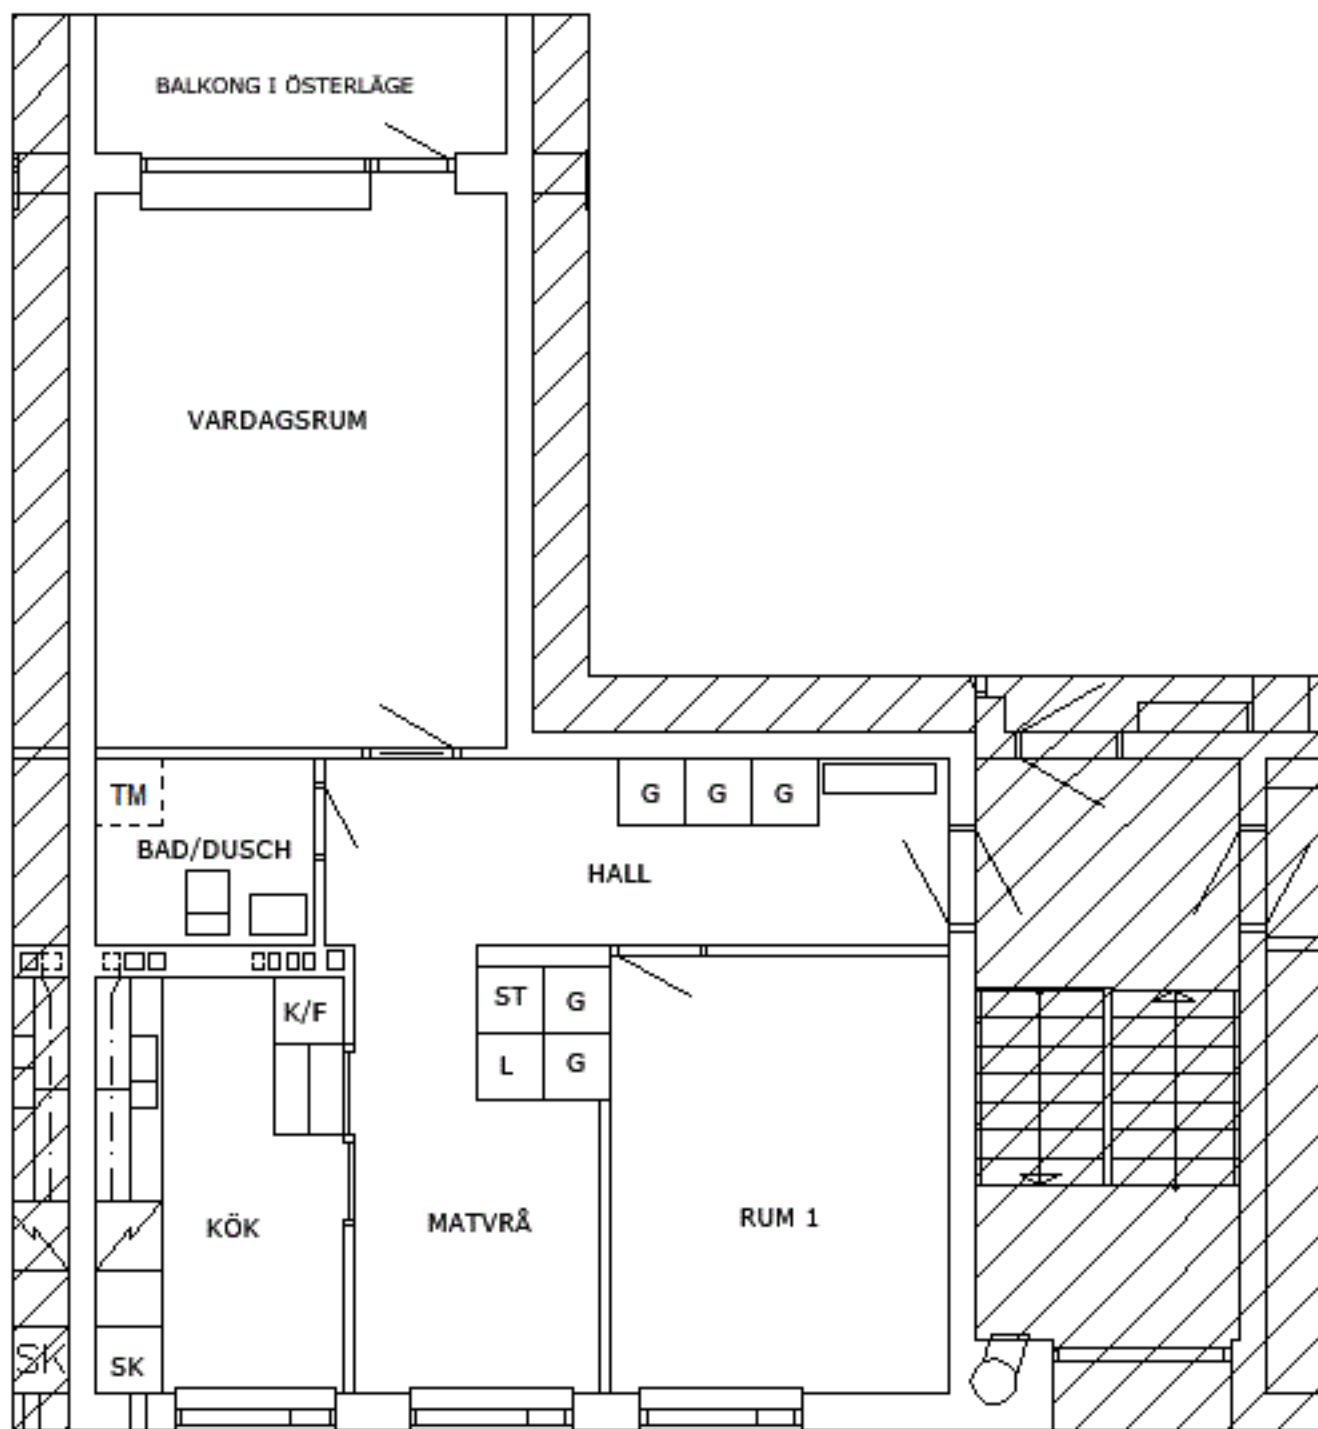 BALKONG I ÖSTERLÄGE
VARDAGSRUM
TM
BAD/DUSCH
G G G
HALL
K/F
ST G
L G
KÖK
MATVRÅ
RUM 1
SK
SK